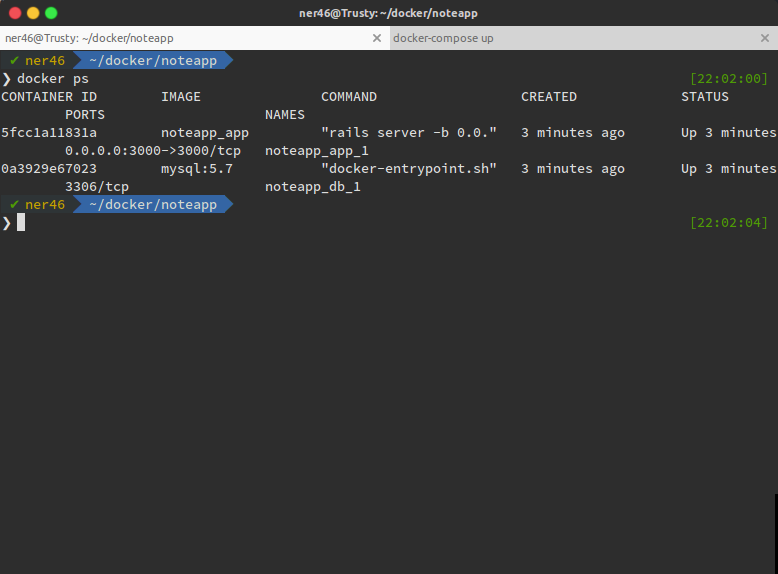 ner46@Trusty: ~/docker/noteapp
ner46@Trusty: ~/docker/noteapp × docker-compose up ×
✔ ner46 ~/docker/noteapp
❯ docker ps [22:02:00]
CONTAINER ID IMAGE COMMAND CREATED STATUS
PORTS NAMES
5fcc1a11831a noteapp_app "rails server -b 0.0." 3 minutes ago Up 3 minutes
0.0.0.0:3000->3000/tcp noteapp_app_1
0a3929e67023 mysql:5.7 "docker-entrypoint.sh" 3 minutes ago Up 3 minutes
3306/tcp noteapp_db_1
✔ ner46 ~/docker/noteapp
❯ [22:02:04]